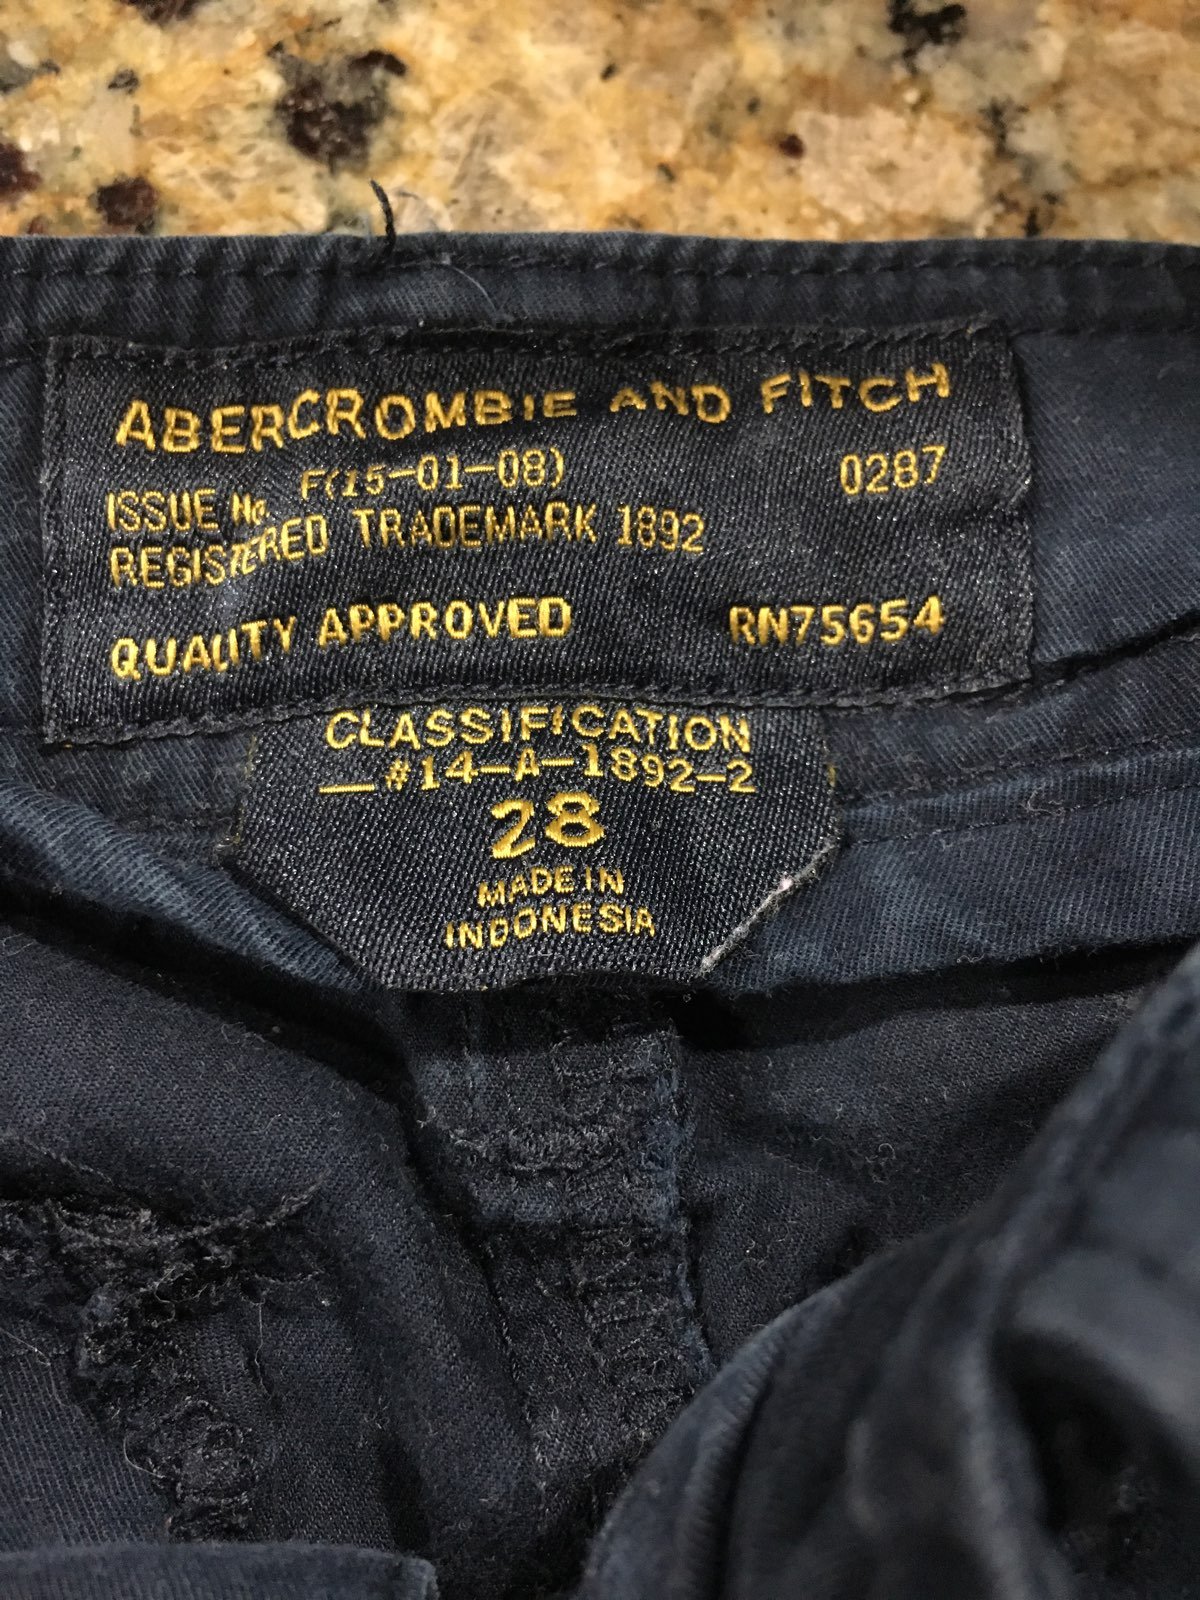 ABERCROMBIE AND FITCH
ISSUE No. F(15-01-08) 0287
REGISTERED TRADEMARK 1892
QUALITY APPROVED RN75654
CLASSIFICATION
_#14-A-1892-2
28
MADE IN
INDONESIA